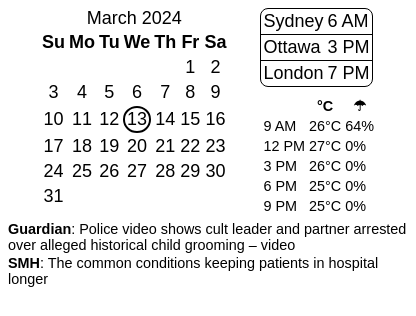 March 2024
Su Mo Tu We Th Fr Sa
1 2
3 4 5 6 7 8 9
10 11 12 13 14 15 16
17 18 19 20 21 22 23
24 25 26 27 28 29 30
31
Sydney 6 AM
Ottawa 3 PM
London 7 PM
°C ☂
9 AM 26°C 64%
12 PM 27°C 0%
3 PM 26°C 0%
6 PM 25°C 0%
9 PM 25°C 0%
Guardian: Police video shows cult leader and partner arrested
over alleged historical child grooming – video
SMH: The common conditions keeping patients in hospital
longer